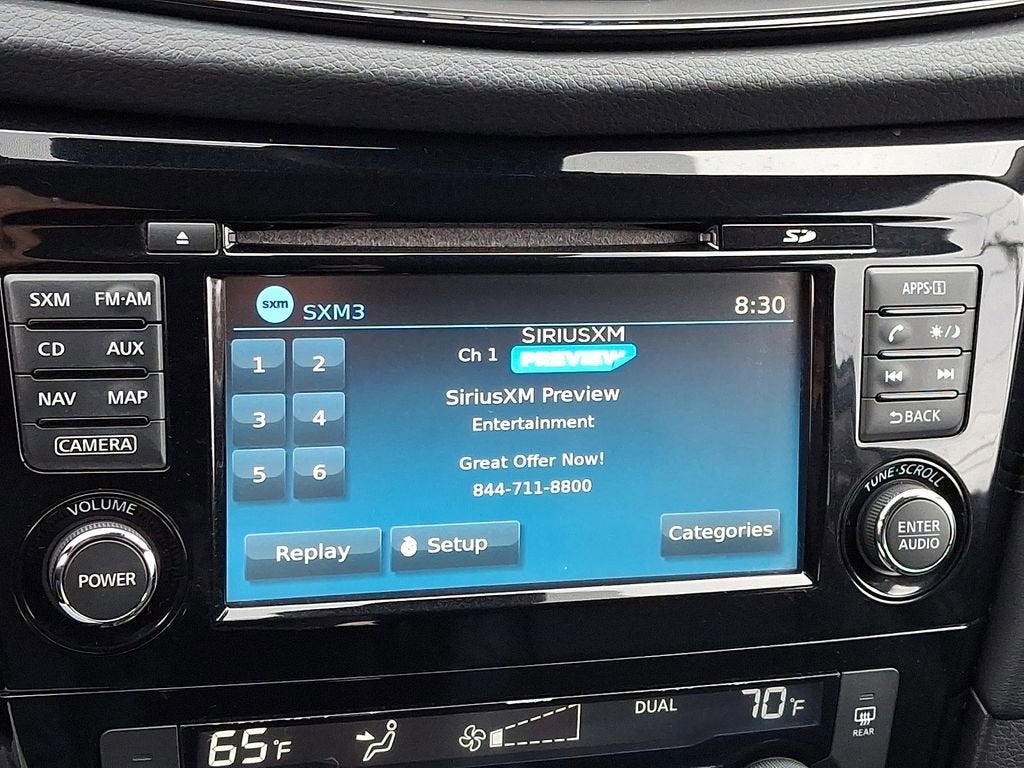 SD
SXM FM·AM
CD AUX
NAV MAP
CAMERA
VOLUME
POWER
sxm SXM3 8:30
1 2
3 4
5 6
SIRIUSXM
Ch 1 PREVIEW
SiriusXM Preview
Entertainment
Great Offer Now!
844-711-8800
Replay Setup Categories
APPS·i
BACK
TUNE·SCROLL
ENTER
AUDIO
65°F DUAL 70°F
REAR